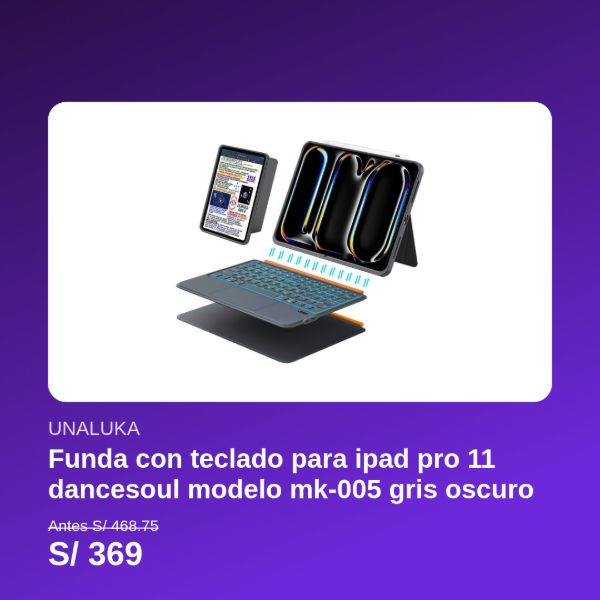 UNALUKA
Funda con teclado para ipad pro 11
dancesoul modelo mk-005 gris oscuro
Antes S/ 468.75
S/ 369